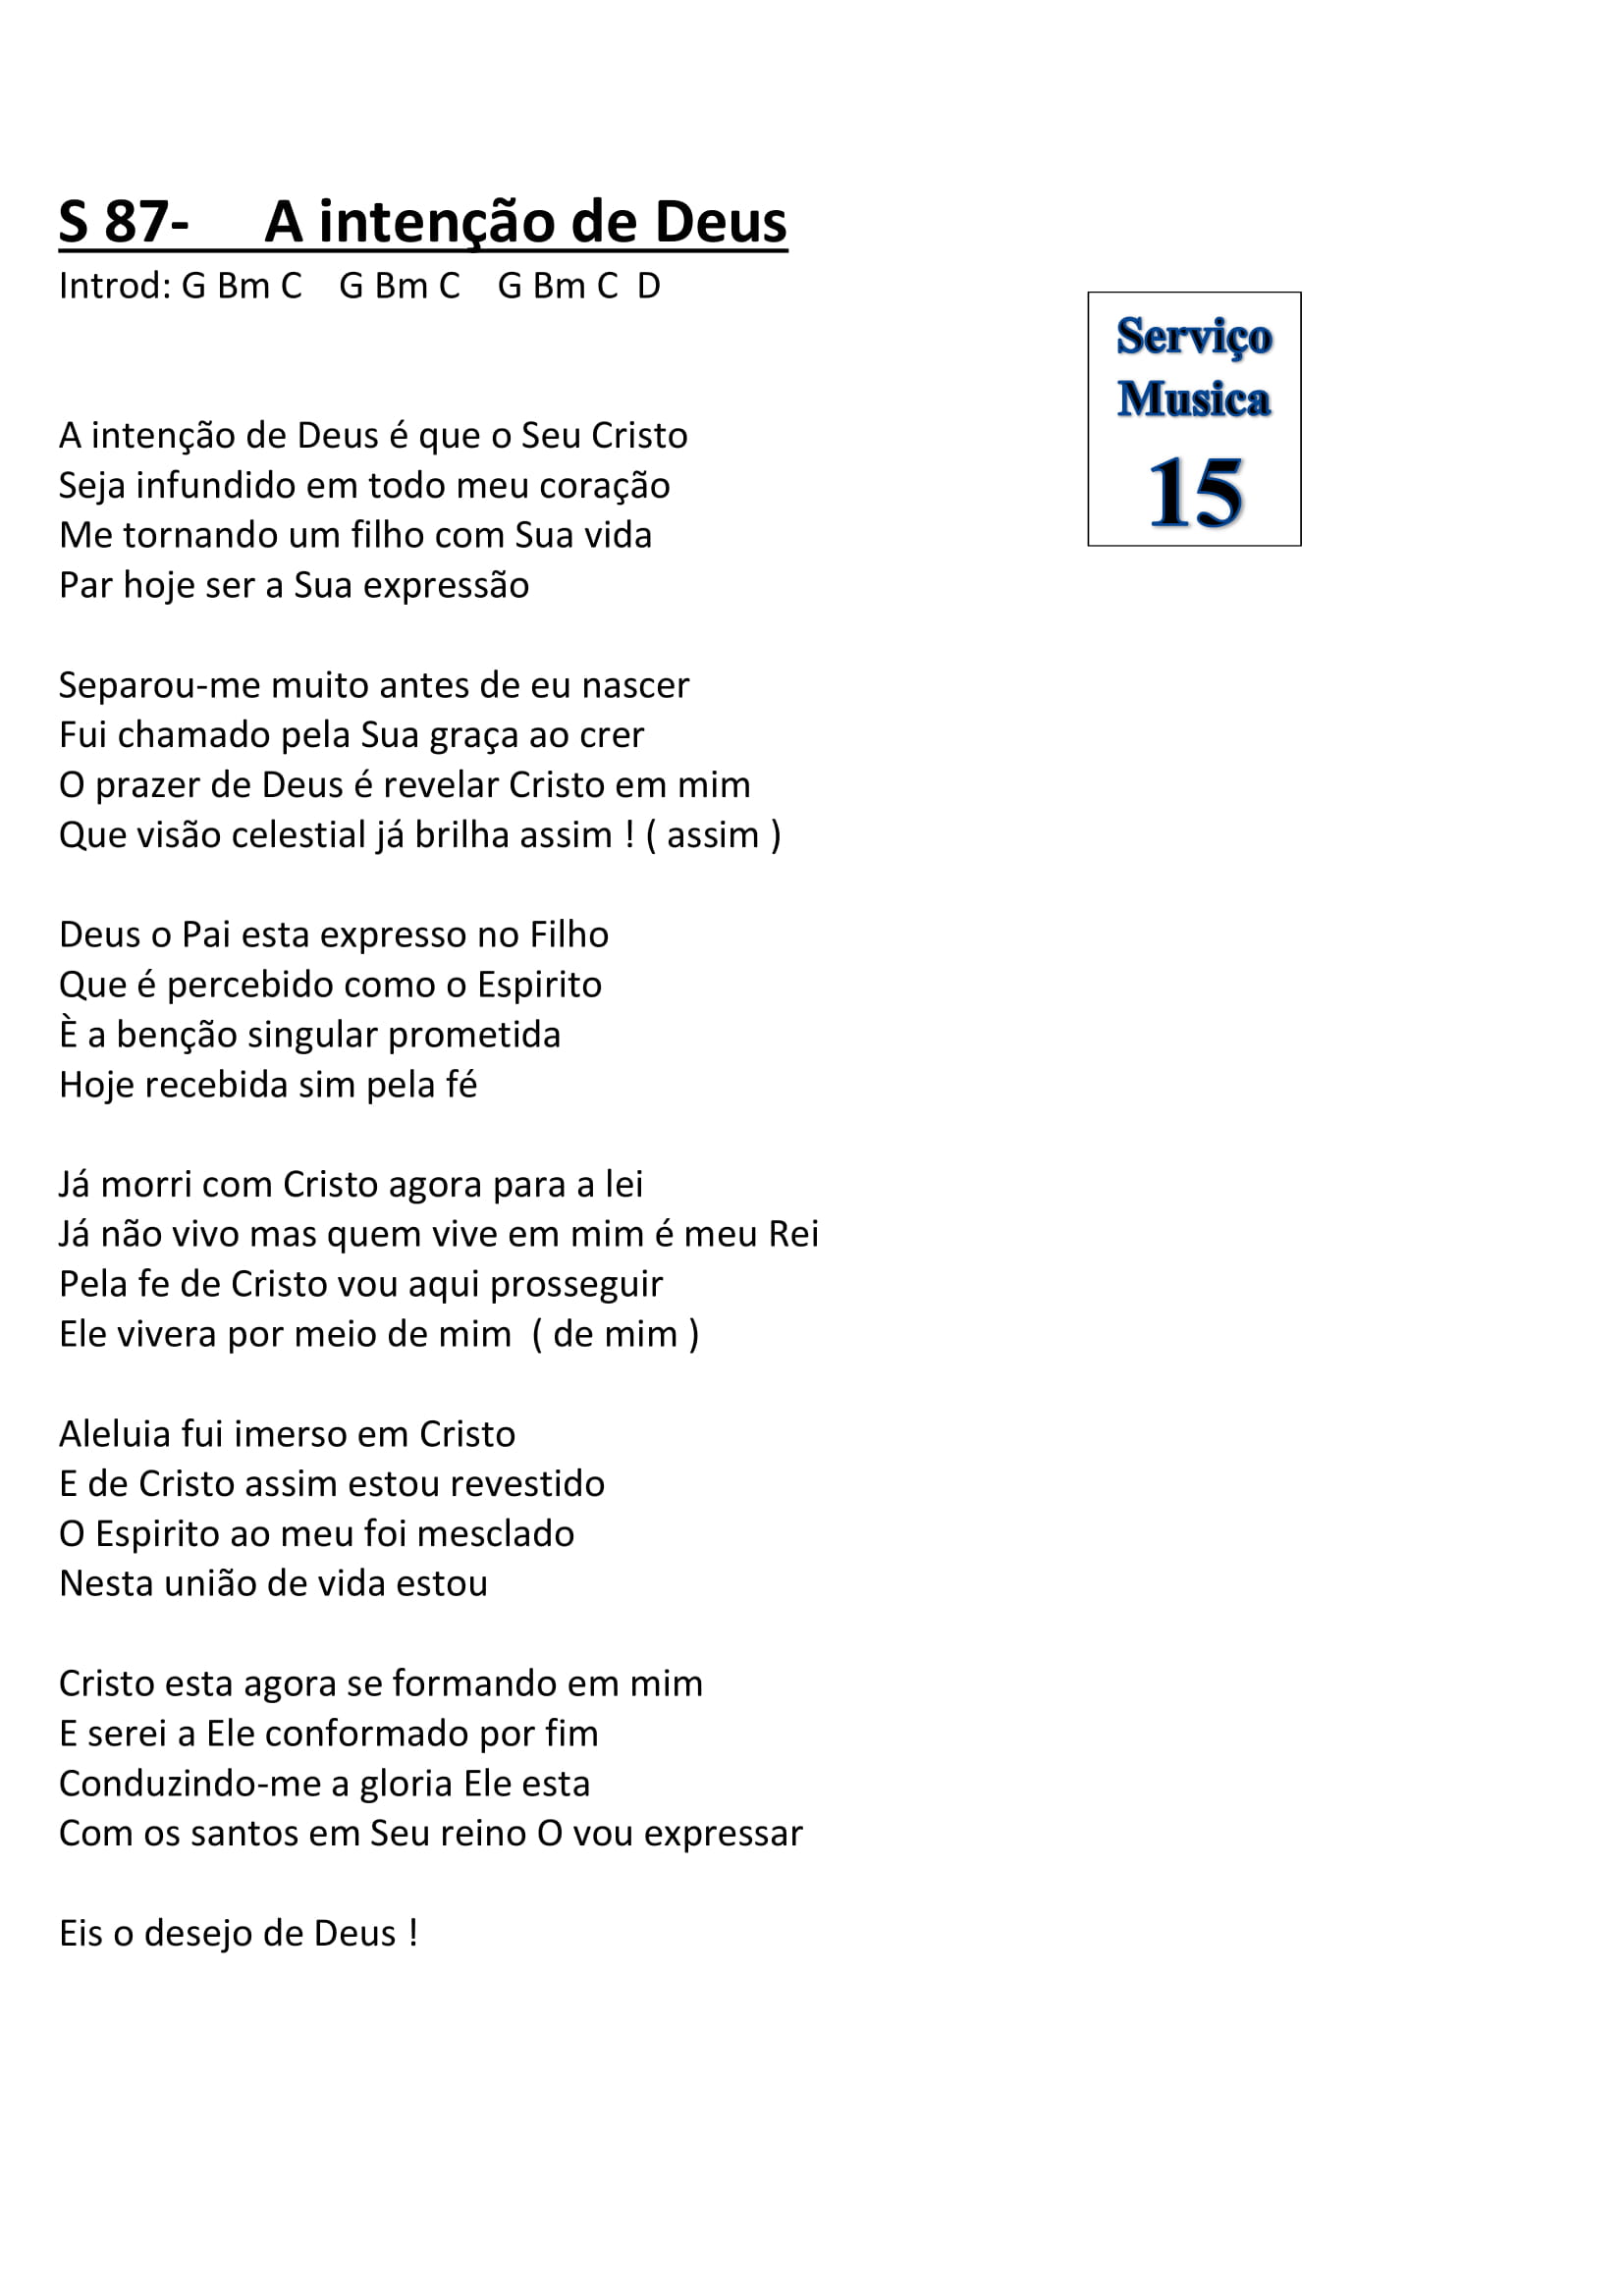 S 87-     A intenção de Deus
Introd: G Bm C    G Bm C    G Bm C  D
Serviço
Musica
15
A intenção de Deus é que o Seu Cristo
Seja infundido em todo meu coração
Me tornando um filho com Sua vida
Par hoje ser a Sua expressão
Separou-me muito antes de eu nascer
Fui chamado pela Sua graça ao crer
O prazer de Deus é revelar Cristo em mim
Que visão celestial já brilha assim ! ( assim )
Deus o Pai esta expresso no Filho
Que é percebido como o Espirito
È a benção singular prometida
Hoje recebida sim pela fé
Já morri com Cristo agora para a lei
Já não vivo mas quem vive em mim é meu Rei
Pela fe de Cristo vou aqui prosseguir
Ele vivera por meio de mim  ( de mim )
Aleluia fui imerso em Cristo
E de Cristo assim estou revestido
O Espirito ao meu foi mesclado
Nesta união de vida estou
Cristo esta agora se formando em mim
E serei a Ele conformado por fim
Conduzindo-me a gloria Ele esta
Com os santos em Seu reino O vou expressar
Eis o desejo de Deus !